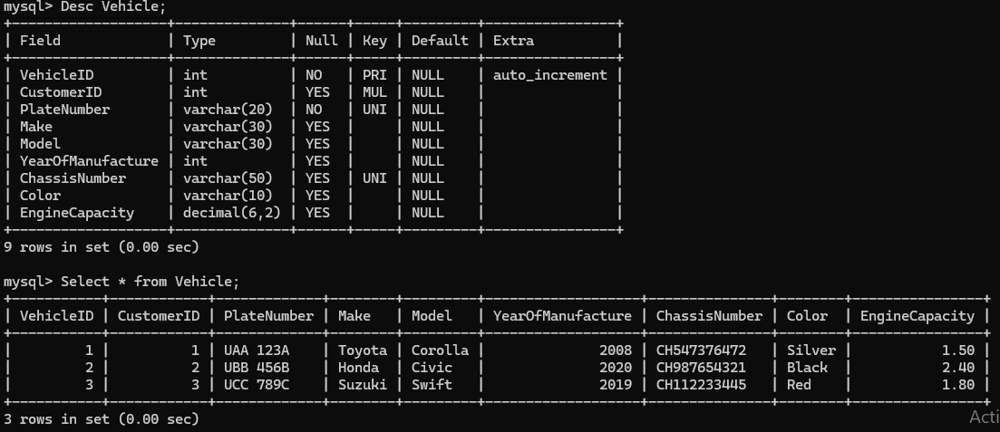 mysql> Desc Vehicle;
+-------------------+--------------+------+-----+---------+----------------+
| Field             | Type         | Null | Key | Default | Extra          |
+-------------------+--------------+------+-----+---------+----------------+
| VehicleID         | int          | NO   | PRI | NULL    | auto_increment |
| CustomerID        | int          | YES  | MUL | NULL    |                |
| PlateNumber       | varchar(20)  | NO   | UNI | NULL    |                |
| Make              | varchar(30)  | YES  |     | NULL    |                |
| Model             | varchar(30)  | YES  |     | NULL    |                |
| YearOfManufacture | int          | YES  |     | NULL    |                |
| ChassisNumber     | varchar(50)  | YES  | UNI | NULL    |                |
| Color             | varchar(10)  | YES  |     | NULL    |                |
| EngineCapacity    | decimal(6,2) | YES  |     | NULL    |                |
+-------------------+--------------+------+-----+---------+----------------+
9 rows in set (0.00 sec)
mysql> Select * from Vehicle;
+-----------+------------+-------------+--------+---------+-------------------+---------------+--------+----------------+
| VehicleID | CustomerID | PlateNumber | Make   | Model   | YearOfManufacture | ChassisNumber | Color  | EngineCapacity |
+-----------+------------+-------------+--------+---------+-------------------+---------------+--------+----------------+
|         1 |          1 | UAA 123A    | Toyota | Corolla |              2008 | CH547376472   | Silver |           1.50 |
|         2 |          2 | UBB 456B    | Honda  | Civic   |              2020 | CH987654321   | Black  |           2.40 |
|         3 |          3 | UCC 789C    | Suzuki | Swift   |              2019 | CH112233445   | Red    |           1.80 |
+-----------+------------+-------------+--------+---------+-------------------+---------------+--------+----------------+
3 rows in set (0.00 sec)
Acti